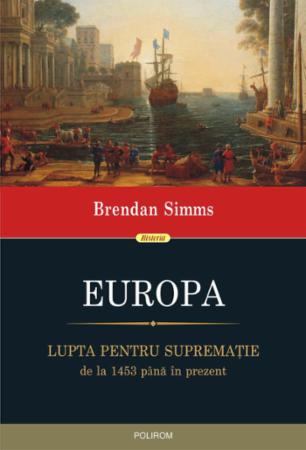 Brendan Simms
Historia
EUROPA
LUPTA PENTRU SUPREMAȚIE
de la 1453 până în prezent
POLIROM